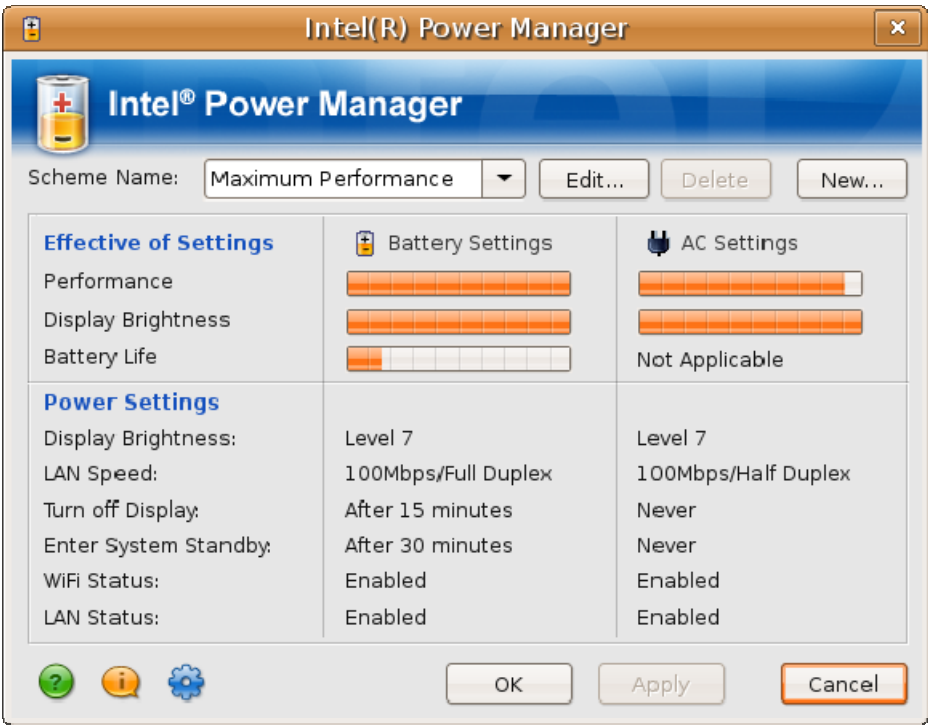 Intel(R) Power Manager
Intel® Power Manager
Scheme Name: Maximum Performance Edit... Delete New...
Effective of Settings Battery Settings AC Settings
Performance
Display Brightness
Battery Life Not Applicable
Power Settings
Display Brightness: Level 7 Level 7
LAN Speed: 100Mbps/Full Duplex 100Mbps/Half Duplex
Turn off Display: After 15 minutes Never
Enter System Standby: After 30 minutes Never
WiFi Status: Enabled Enabled
LAN Status: Enabled Enabled
OK Apply Cancel